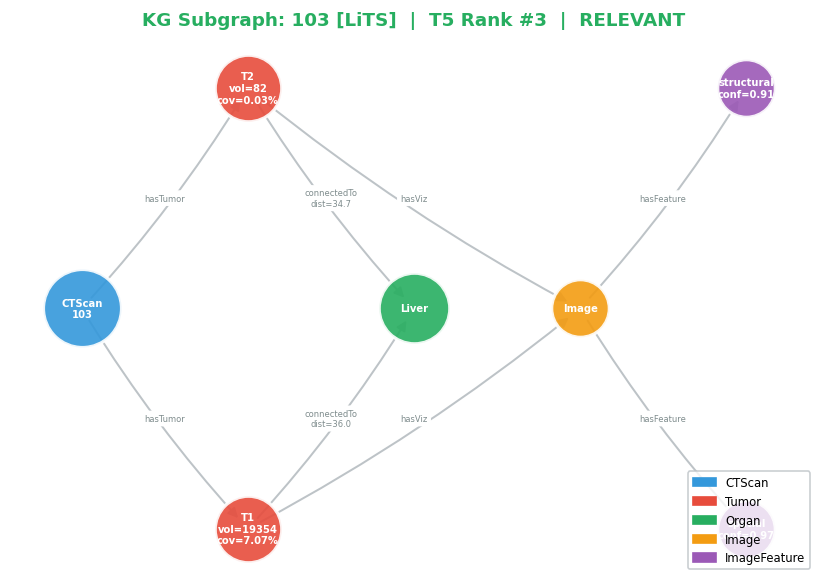 KG Subgraph: 103 [LiTS]  |  T5 Rank #3  |  RELEVANT
T2
vol=82
cov=0.03%
structural
conf=0.91
hasTumor
connectedTo
dist=34.7
hasViz
hasFeature
CTScan
103
Liver
Image
hasTumor
connectedTo
dist=36.0
hasViz
hasFeature
T1
vol=19354
cov=7.07%
CTScan
Tumor
Organ
Image
ImageFeature